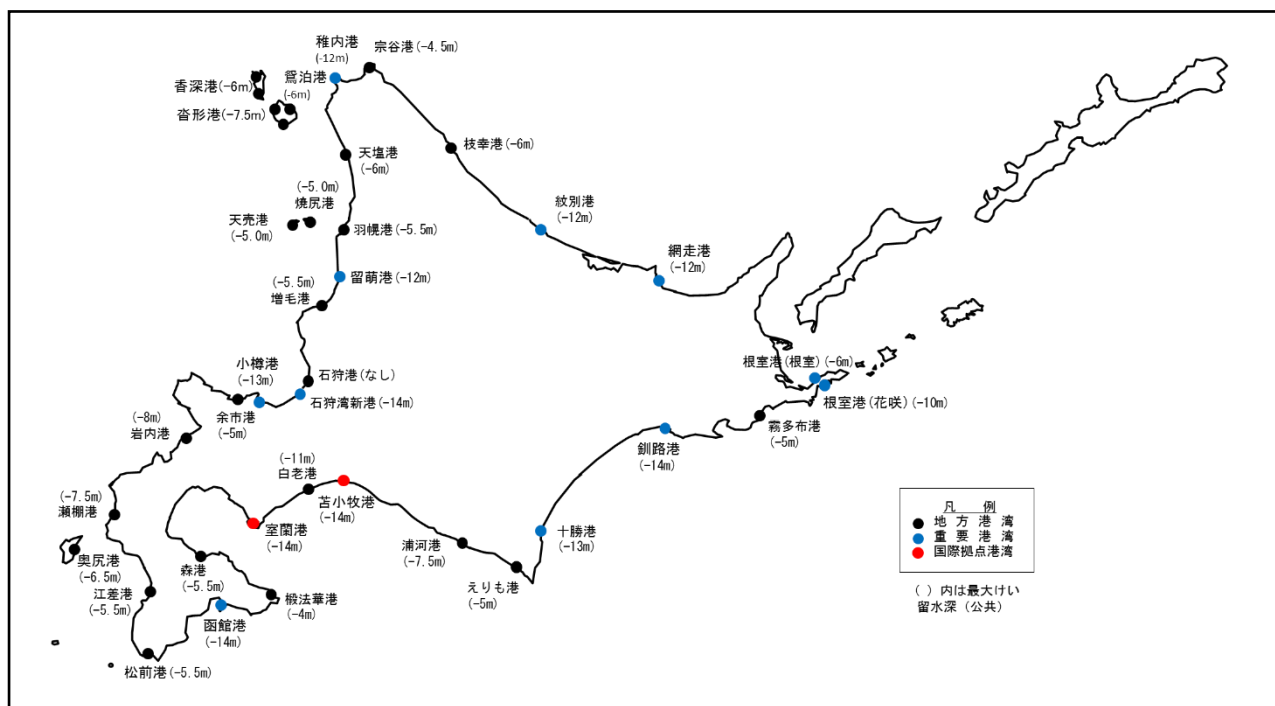 稚内港
(-12m)
宗谷港(-4.5m)
香深港(-6m)
鴛泊港
(-6m)
沓形港(-7.5m)
天塩港
(-6m)
枝幸港(-6m)
(-5.0m)
焼尻港
天売港
(-5.0m)
羽幌港(-5.5m)
紋別港
(-12m)
網走港
(-12m)
留萌港(-12m)
(-5.5m)
増毛港
小樽港
(-13m)
石狩港(なし)
石狩湾新港(-14m)
余市港
(-5m)
(-8m)
岩内港
根室港(根室)(-6m)
根室港(花咲)(-10m)
霧多布港
(-5m)
釧路港
(-14m)
(-11m)
白老港
苫小牧港
(-14m)
(-7.5m)
瀬棚港
室蘭港
(-14m)
十勝港
(-13m)
浦河港
(-7.5m)
えりも港
(-5m)
奥尻港
(-6.5m)
森港
(-5.5m)
江差港
(-5.5m)
椴法華港
(-4m)
函館港
(-14m)
松前港(-5.5m)
凡 例
地方港湾
重要港湾
国際拠点港湾
( )内は最大けい
留水深(公共)